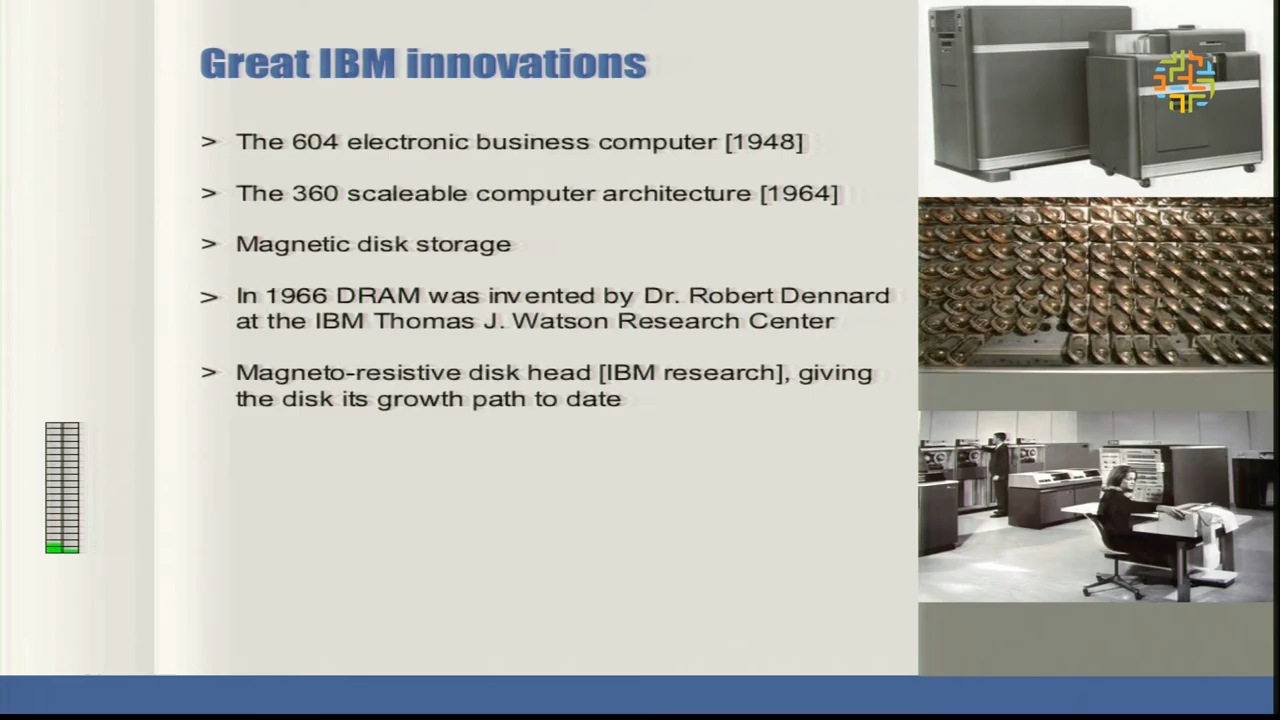 Great IBM innovations
> The 604 electronic business computer [1948]
> The 360 scaleable computer architecture [1964]
> Magnetic disk storage
> In 1966 DRAM was invented by Dr. Robert Dennard
at the IBM Thomas J. Watson Research Center
> Magneto-resistive disk head [IBM research], giving
the disk its growth path to date